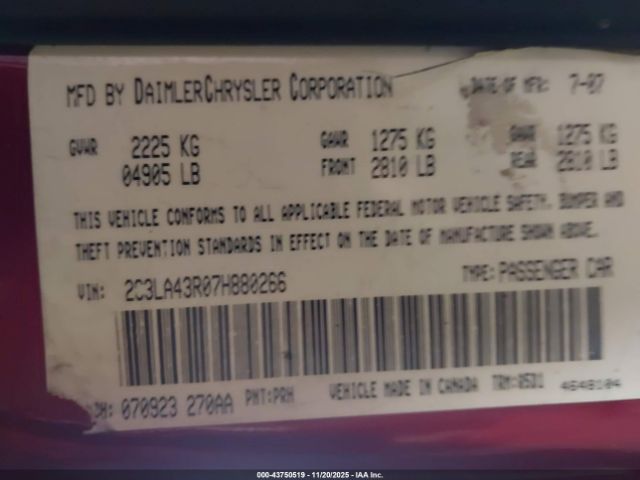 MFD BY DAIMLERCHRYSLER CORPORATION DATE OF MFR: 7-07
GVWR 2225 KG GAWR 1275 KG GAWR 1275 KG
04905 LB FRONT 2810 LB REAR 2810 LB
THIS VEHICLE CONFORMS TO ALL APPLICABLE FEDERAL MOTOR VEHICLE SAFETY, BUMPER AND
THEFT PREVENTION STANDARDS IN EFFECT ON THE DATE OF MANUFACTURE SHOWN ABOVE.
VIN: 2C3LA43R07H880266 TYPE: PASSENGER CAR
070923 270AA PNT:PRH VEHICLE MADE IN CANADA TRM:05D1 4648104
000-43750519 - 11/20/2025 - IAA Inc.